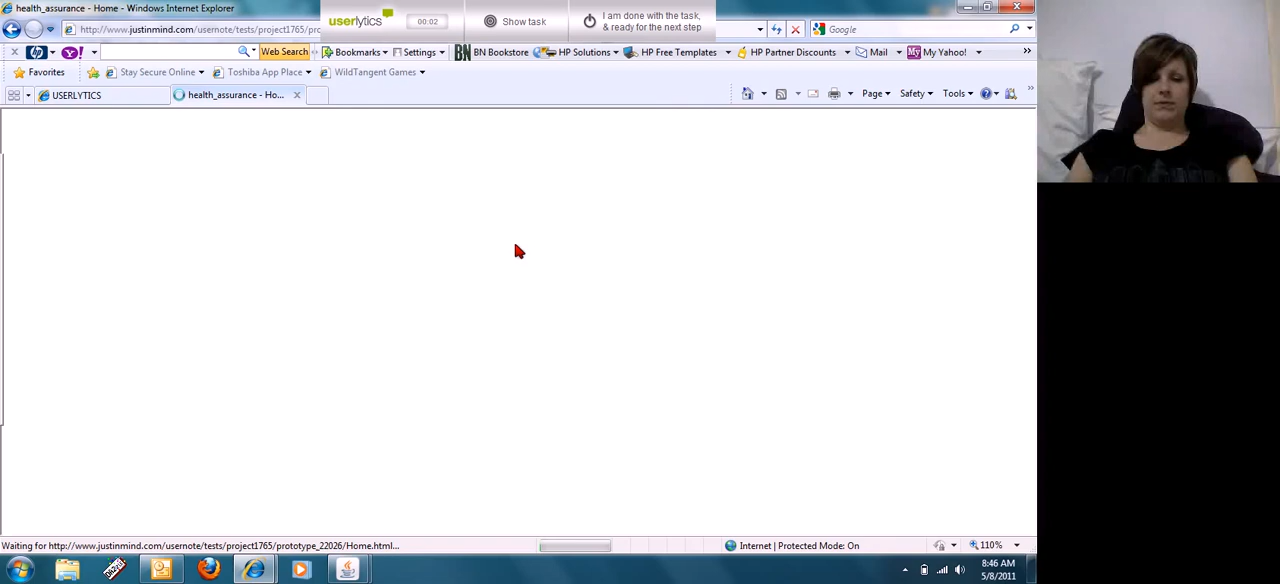 health_assurance - Home - Windows Internet Explorer
userlytics 00:02 Show task I am done with the task,
& ready for the next step
http://www.justinmind.com/usernote/tests/project1765/prc Google
Web Search Bookmarks Settings BN BN Bookstore HP Solutions HP Free Templates HP Partner Discounts Mail My Yahoo! »
Favorites Stay Secure Online Toshiba App Place WildTangent Games
USERLYTICS health_assurance - Ho... Page Safety Tools »
Waiting for http://www.justinmind.com/usernote/tests/project1765/prototype_22026/Home.html... Internet | Protected Mode: On 110%
8:46 AM
5/8/2011